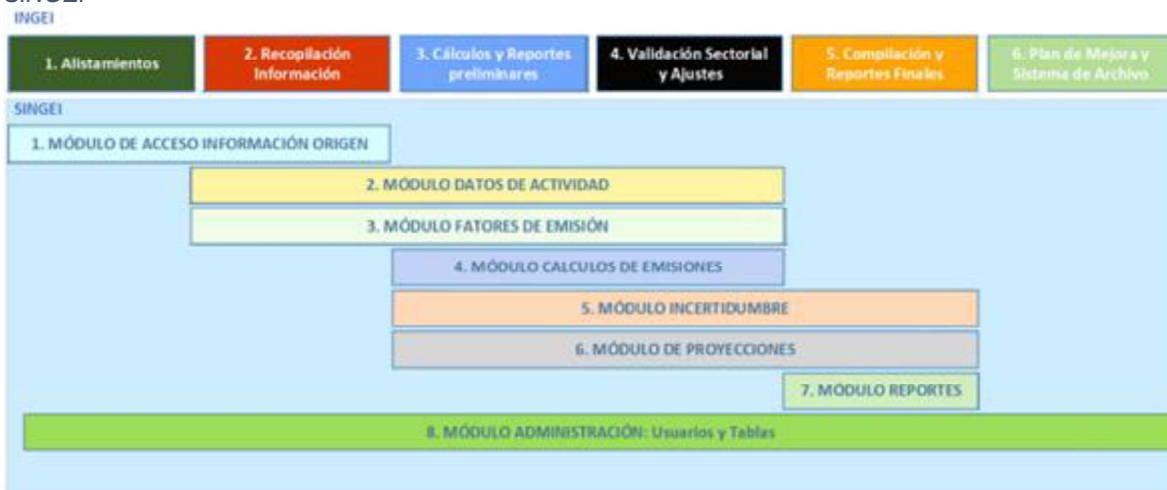 SINGEI
INGEI
1. Alistamientos
2. Recopilación
Información
3. Cálculos y Reportes
preliminares
4. Validación Sectorial
y Ajustes
5. Compilación y
Reportes Finales
6. Plan de Mejora y
Sistema de Archivo
SINGEI
1. MÓDULO DE ACCESO INFORMACIÓN ORIGEN
2. MÓDULO DATOS DE ACTIVIDAD
3. MÓDULO FATORES DE EMISIÓN
4. MÓDULO CALCULOS DE EMISIONES
5. MÓDULO INCERTIDUMBRE
6. MÓDULO DE PROYECCIONES
7. MÓDULO REPORTES
8. MÓDULO ADMINISTRACIÓN: Usuarios y Tablas